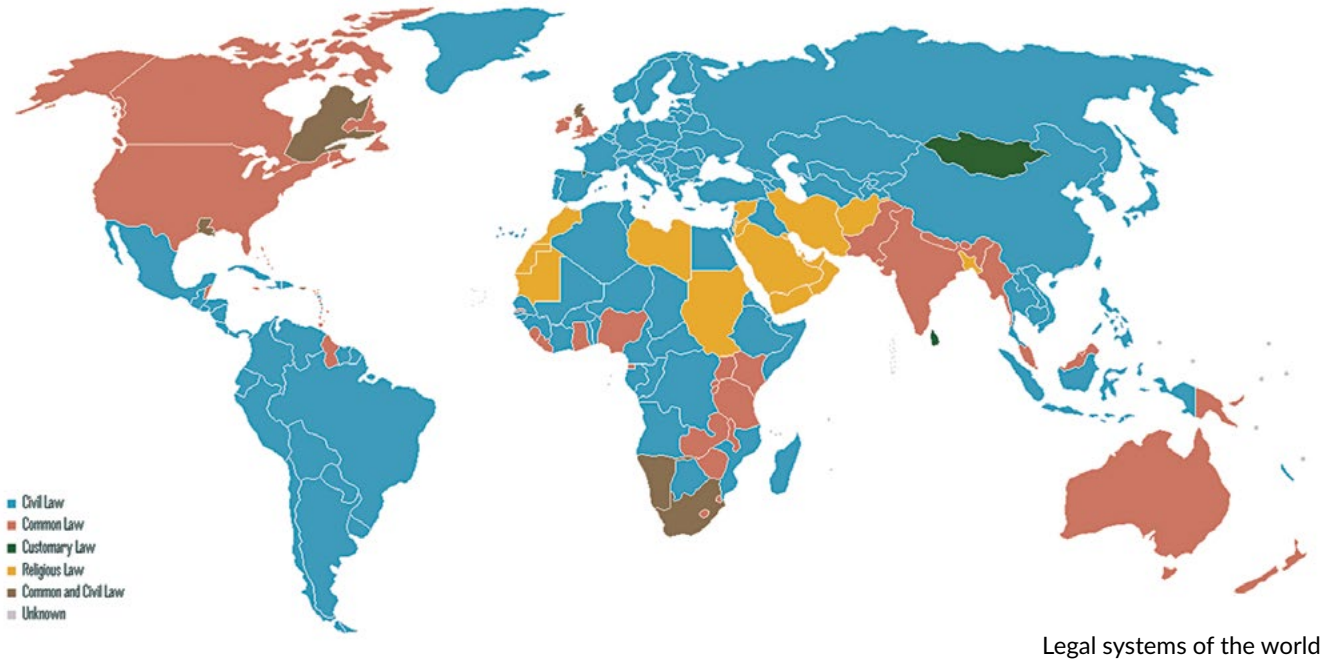 Civil Law
Common Law
Customary Law
Religious Law
Common and Civil Law
Unknown
Legal systems of the world